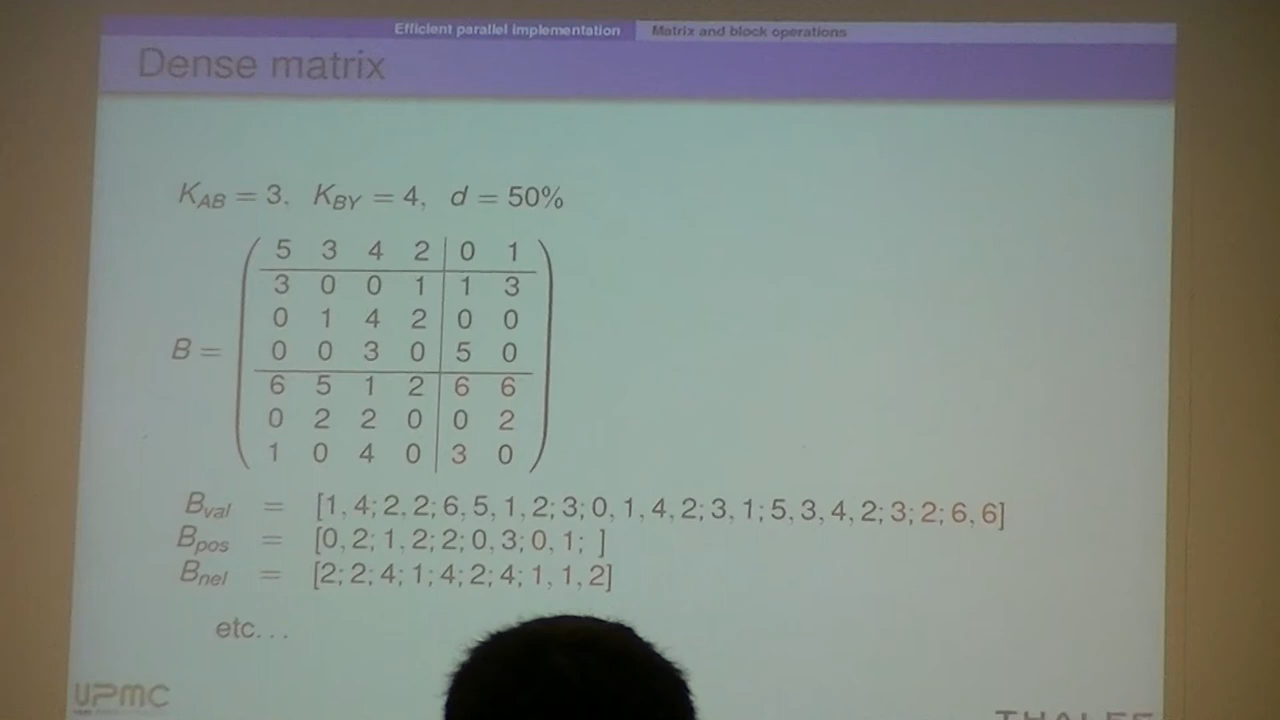 Efficient parallel implementation Matrix and block operations
Dense matrix
K_AB = 3, K_BY = 4, d = 50%
5 3 4 2 0 1
3 0 0 1 1 3
0 1 4 2 0 0
B =
0 0 3 0 5 0
6 5 1 2 6 6
0 2 2 0 0 2
1 0 4 0 3 0
B_val = [1, 4; 2, 2; 6, 5, 1, 2; 3; 0, 1, 4, 2; 3, 1; 5, 3, 4, 2; 3; 2; 6, 6]
B_pos = [0, 2; 1, 2; 2; 0, 3; 0, 1; ]
B_nel = [2; 2; 4; 1; 4; 2; 4; 1, 1, 2]
etc...
UPMC
THALES